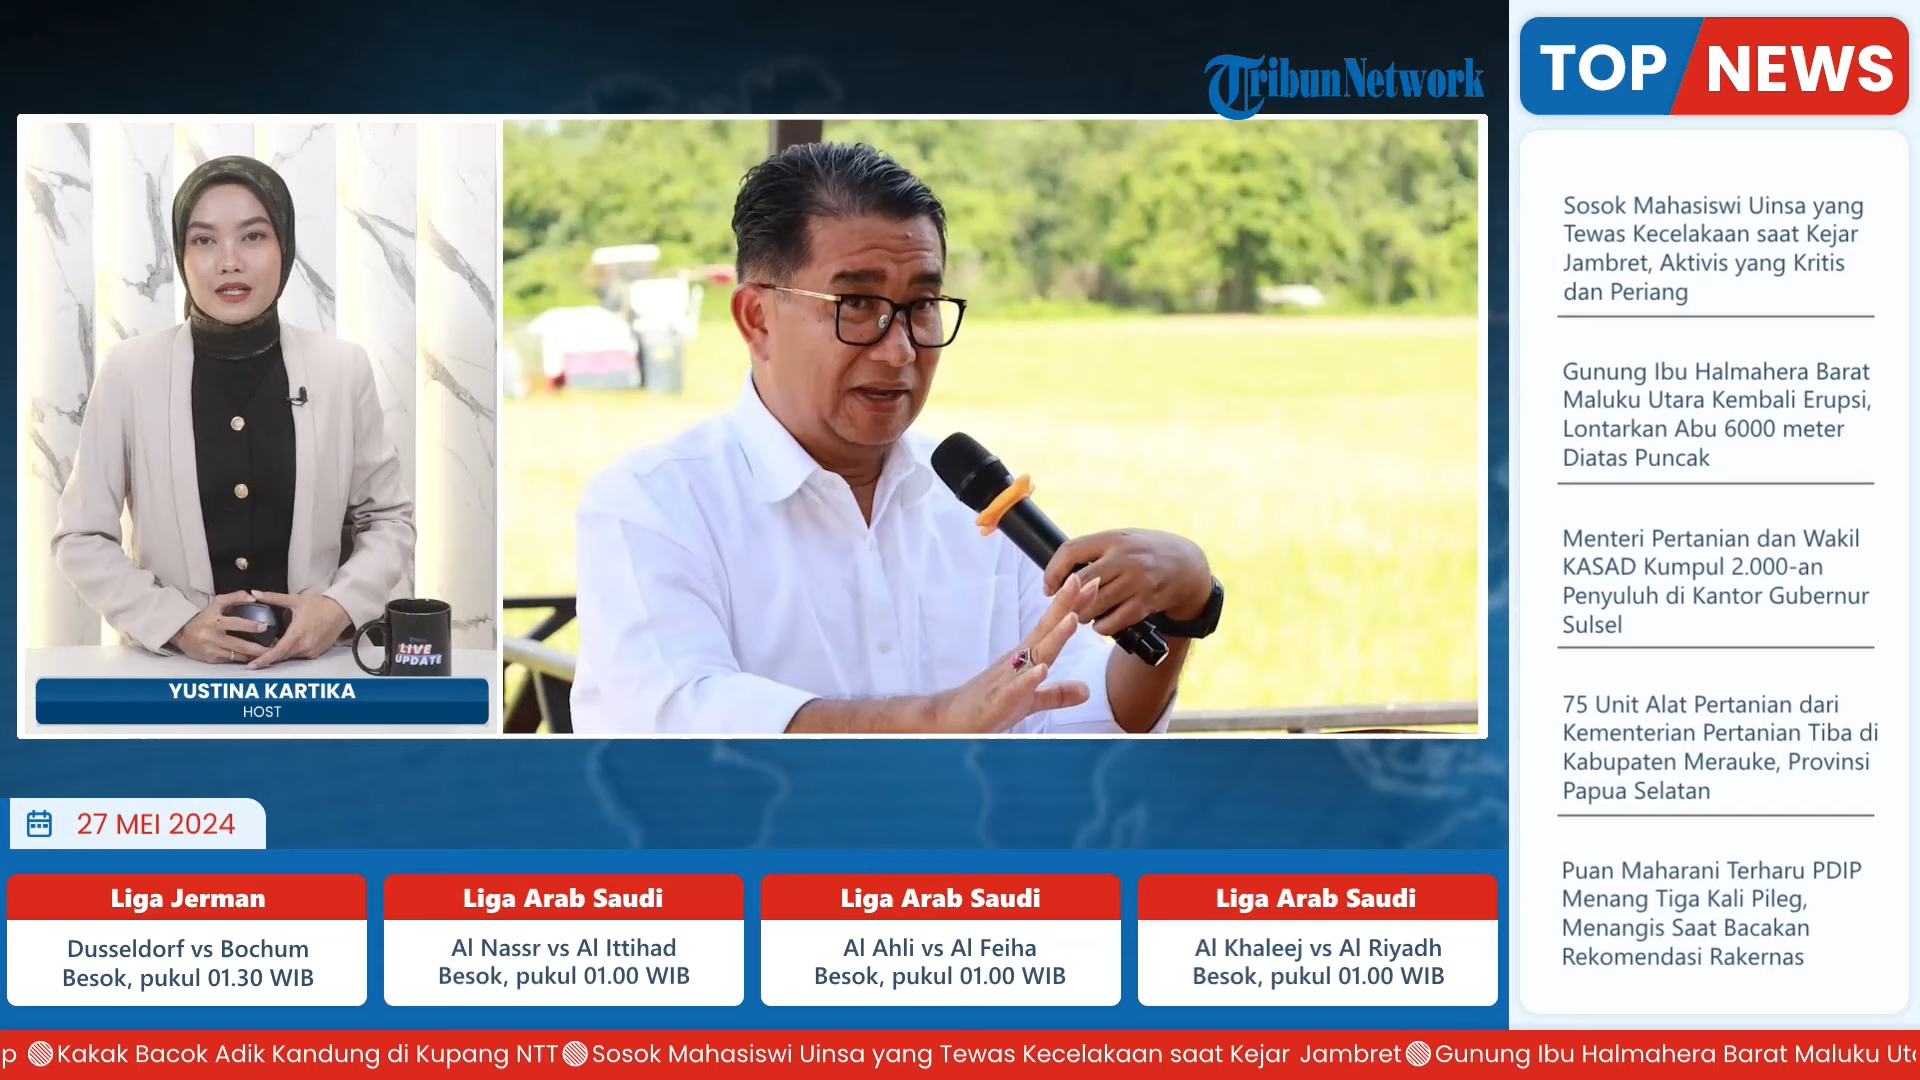 TribunNetwork
TOP NEWS
LIVE
UPDATE
YUSTINA KARTIKA
HOST
Sosok Mahasiswi Uinsa yang
Tewas Kecelakaan saat Kejar
Jambret, Aktivis yang Kritis
dan Periang
Gunung Ibu Halmahera Barat
Maluku Utara Kembali Erupsi,
Lontarkan Abu 6000 meter
Diatas Puncak
Menteri Pertanian dan Wakil
KASAD Kumpul 2.000-an
Penyuluh di Kantor Gubernur
Sulsel
75 Unit Alat Pertanian dari
Kementerian Pertanian Tiba di
Kabupaten Merauke, Provinsi
Papua Selatan
Puan Maharani Terharu PDIP
Menang Tiga Kali Pileg,
Menangis Saat Bacakan
Rekomendasi Rakernas
27 MEI 2024
Liga Jerman
Dusseldorf vs Bochum
Besok, pukul 01.30 WIB
Liga Arab Saudi
Al Nassr vs Al Ittihad
Besok, pukul 01.00 WIB
Liga Arab Saudi
Al Ahli vs Al Feiha
Besok, pukul 01.00 WIB
Liga Arab Saudi
Al Khaleej vs Al Riyadh
Besok, pukul 01.00 WIB
p Kakak Bacok Adik Kandung di Kupang NTT Sosok Mahasiswi Uinsa yang Tewas Kecelakaan saat Kejar Jambret Gunung Ibu Halmahera Barat Maluku